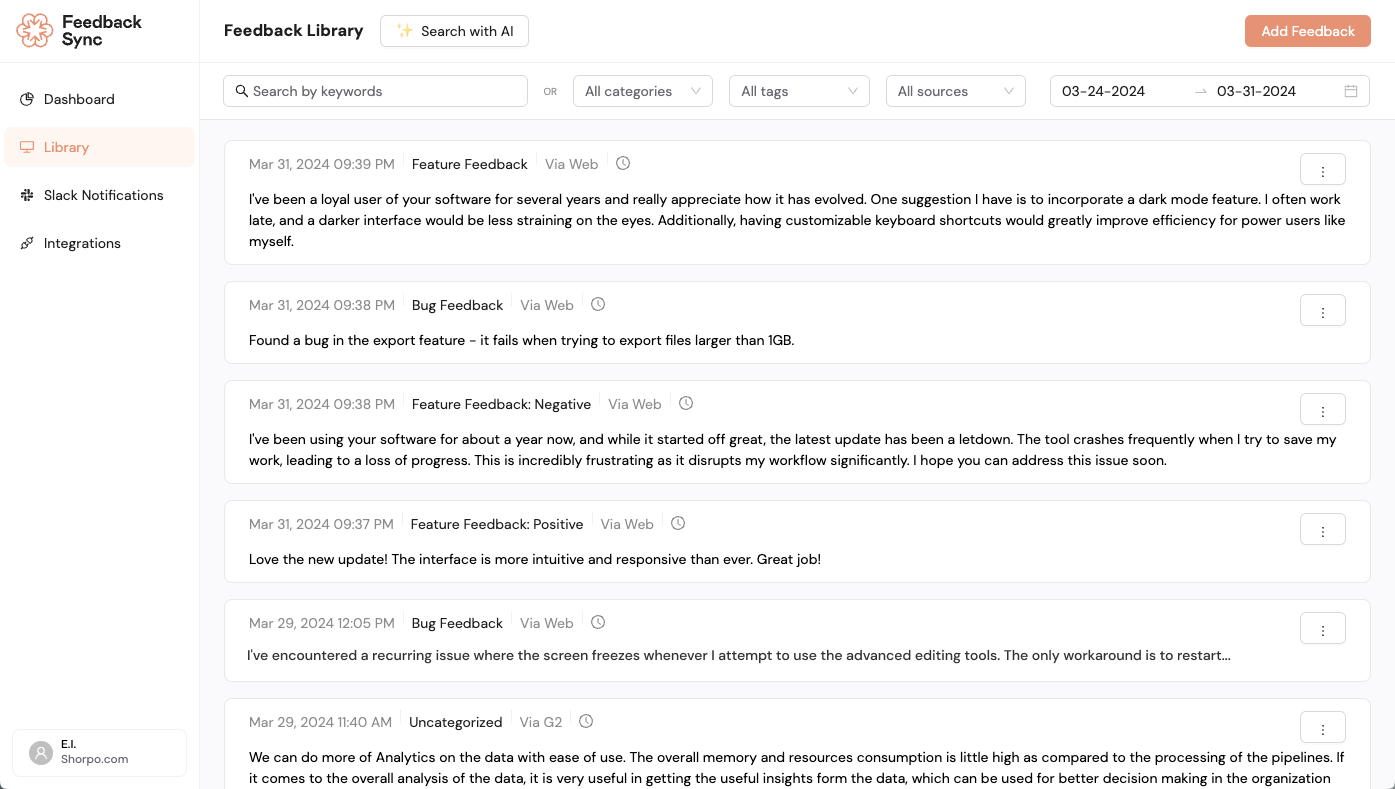 Feedback
Sync
Feedback Library
Search with AI
Add Feedback
Dashboard
Library
Slack Notifications
Integrations
Search by keywords
OR
All categories
All tags
All sources
03-24-2024
03-31-2024
Mar 31, 2024 09:39 PM
Feature Feedback
Via Web
I've been a loyal user of your software for several years and really appreciate how it has evolved. One suggestion I have is to incorporate a dark mode feature. I often work
late, and a darker interface would be less straining on the eyes. Additionally, having customizable keyboard shortcuts would greatly improve efficiency for power users like
myself.
Mar 31, 2024 09:38 PM
Bug Feedback
Via Web
Found a bug in the export feature - it fails when trying to export files larger than 1GB.
Mar 31, 2024 09:38 PM
Feature Feedback: Negative
Via Web
I've been using your software for about a year now, and while it started off great, the latest update has been a letdown. The tool crashes frequently when I try to save my
work, leading to a loss of progress. This is incredibly frustrating as it disrupts my workflow significantly. I hope you can address this issue soon.
Mar 31, 2024 09:37 PM
Feature Feedback: Positive
Via Web
Love the new update! The interface is more intuitive and responsive than ever. Great job!
Mar 29, 2024 12:05 PM
Bug Feedback
Via Web
I've encountered a recurring issue where the screen freezes whenever I attempt to use the advanced editing tools. The only workaround is to restart...
Mar 29, 2024 11:40 AM
Uncategorized
Via G2
We can do more of Analytics on the data with ease of use. The overall memory and resources consumption is little high as compared to the processing of the pipelines. If
it comes to the overall analysis of the data, it is very useful in getting the useful insights form the data, which can be used for better decision making in the organization
E.I.
Shorpo.com